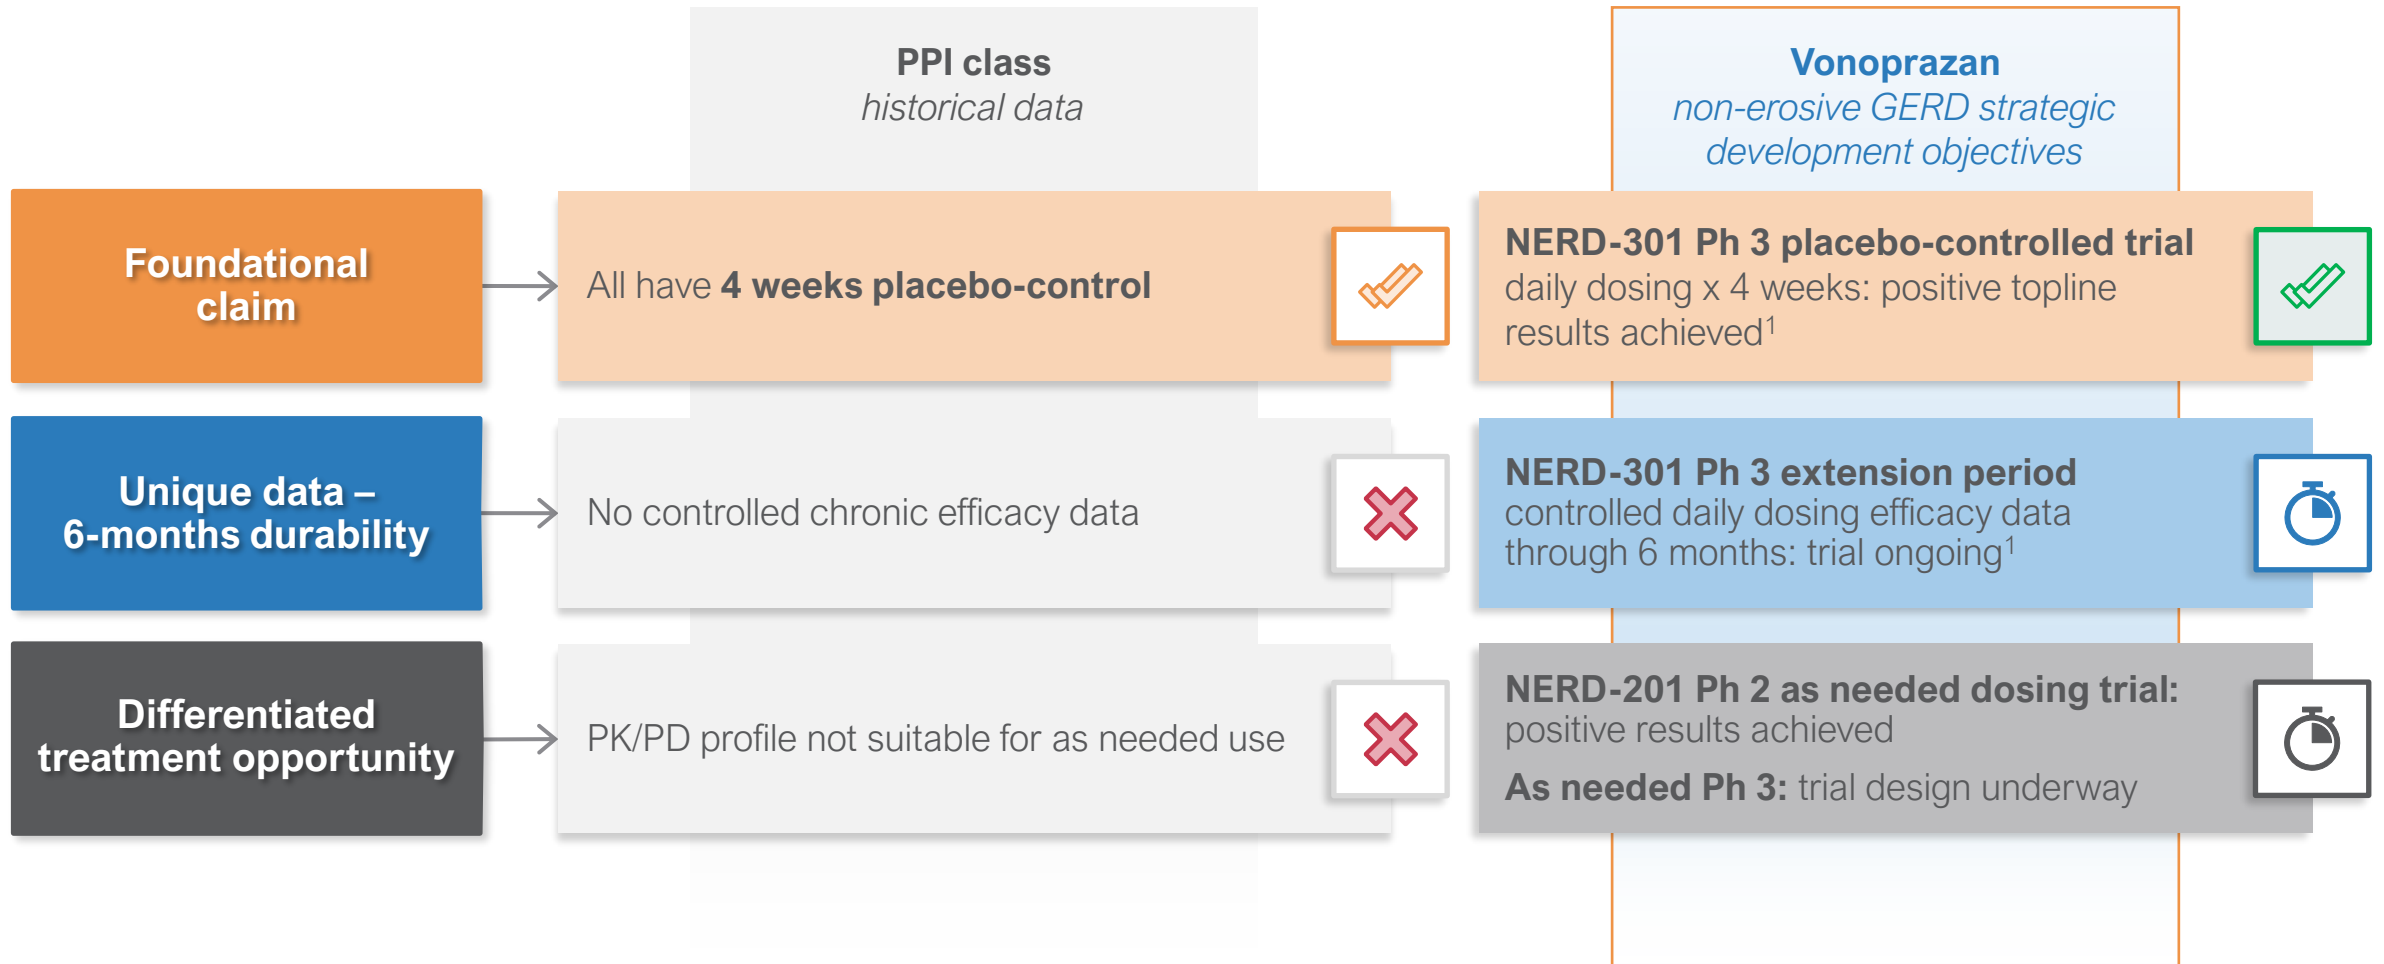 PPI class
historical data
Vonoprazan
non-erosive GERD strategic
development objectives
Foundational
claim
All have 4 weeks placebo-control
NERD-301 Ph 3 placebo-controlled trial
daily dosing x 4 weeks: positive topline
results achieved¹
Unique data –
6-months durability
No controlled chronic efficacy data
NERD-301 Ph 3 extension period
controlled daily dosing efficacy data
through 6 months: trial ongoing¹
Differentiated
treatment opportunity
PK/PD profile not suitable for as needed use
NERD-201 Ph 2 as needed dosing trial:
positive results achieved
As needed Ph 3: trial design underway